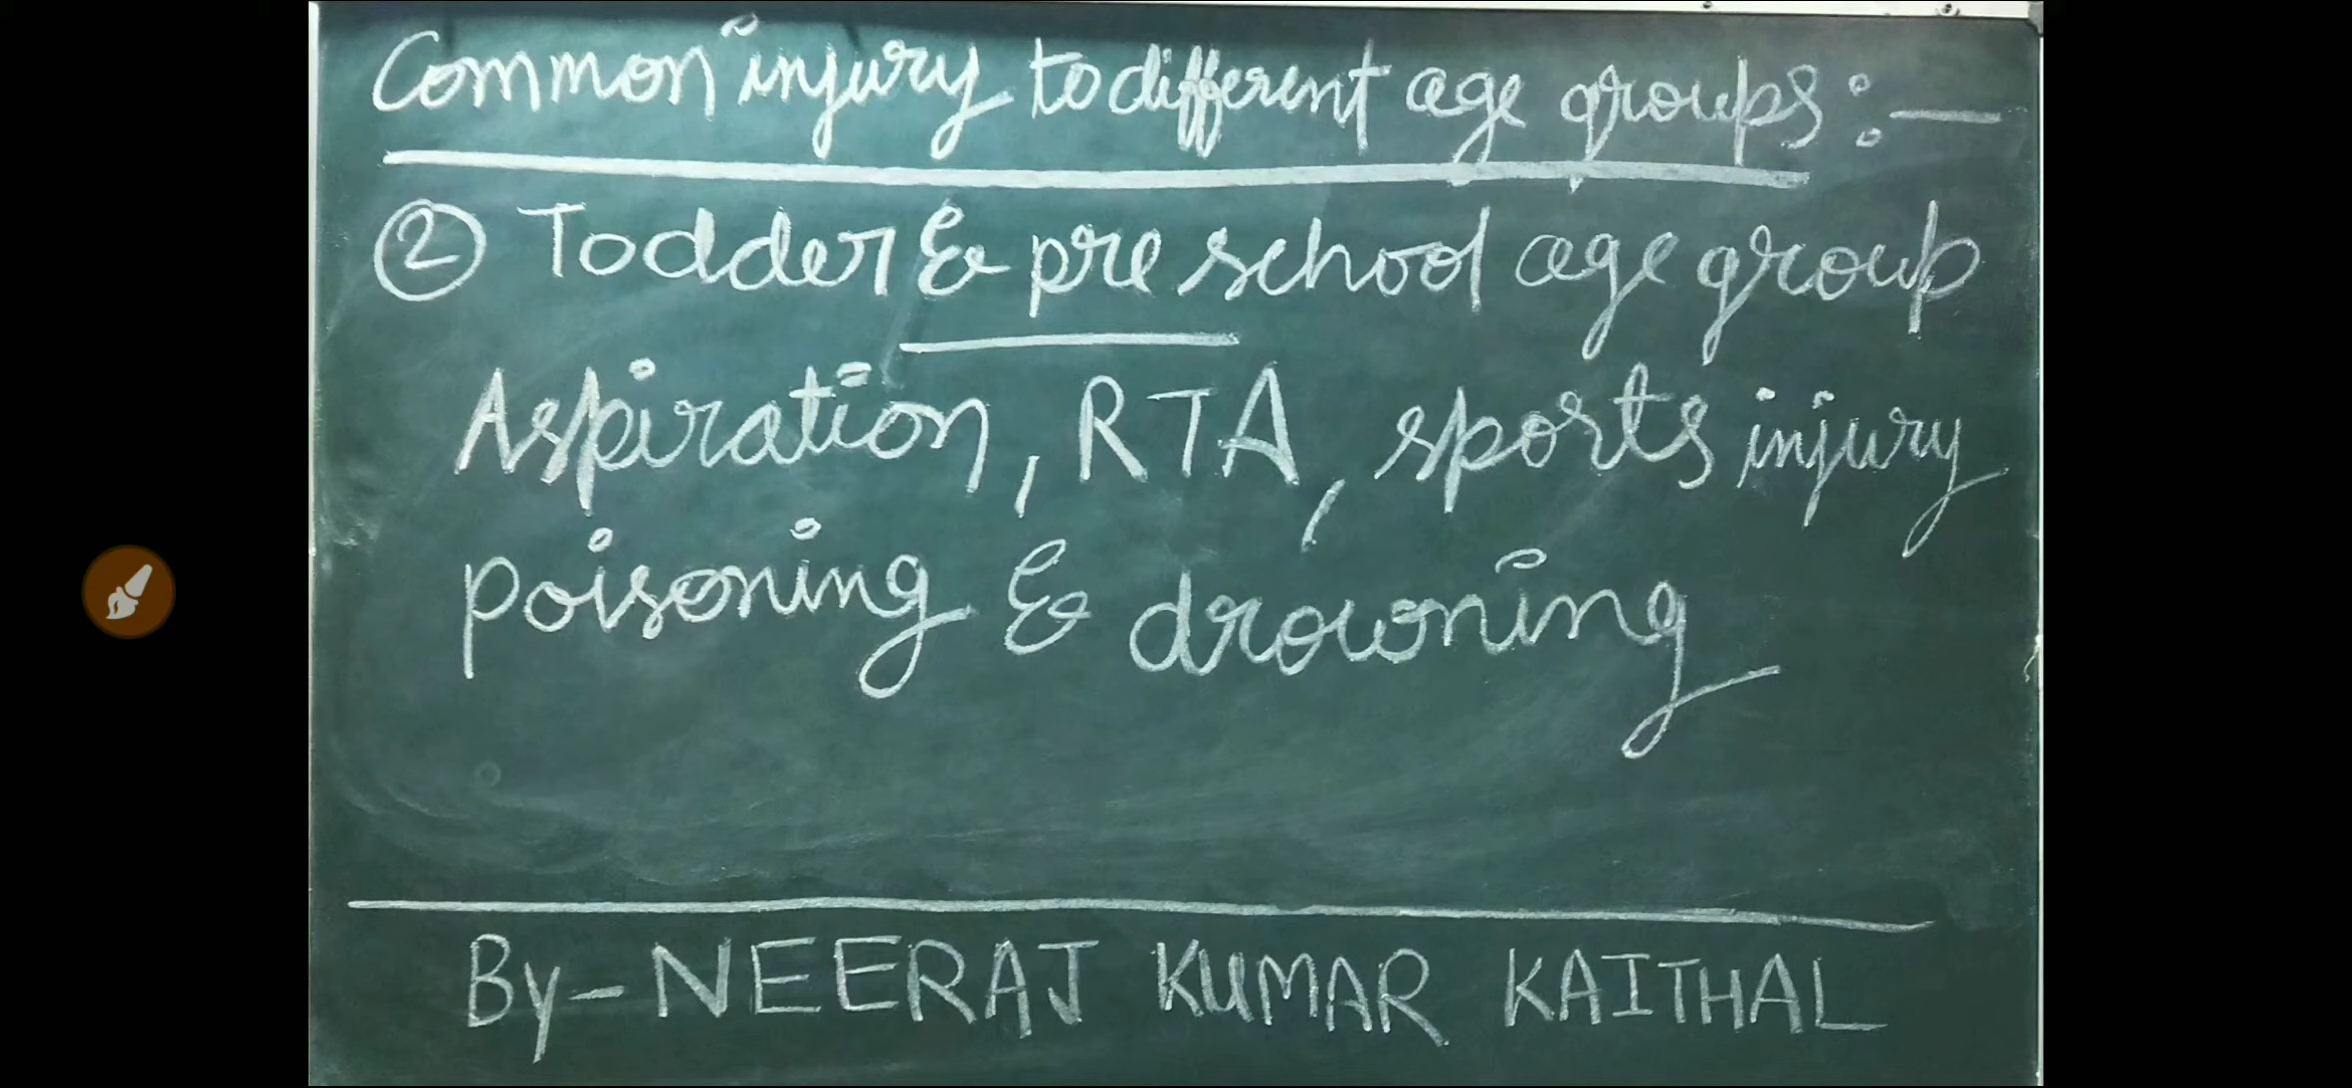 Common injury to different age groups:—
② Todder & pre school age group
Aspiration, RTA, sports injury
poisoning & drowning
By-NEERAJ KUMAR KAITHAL